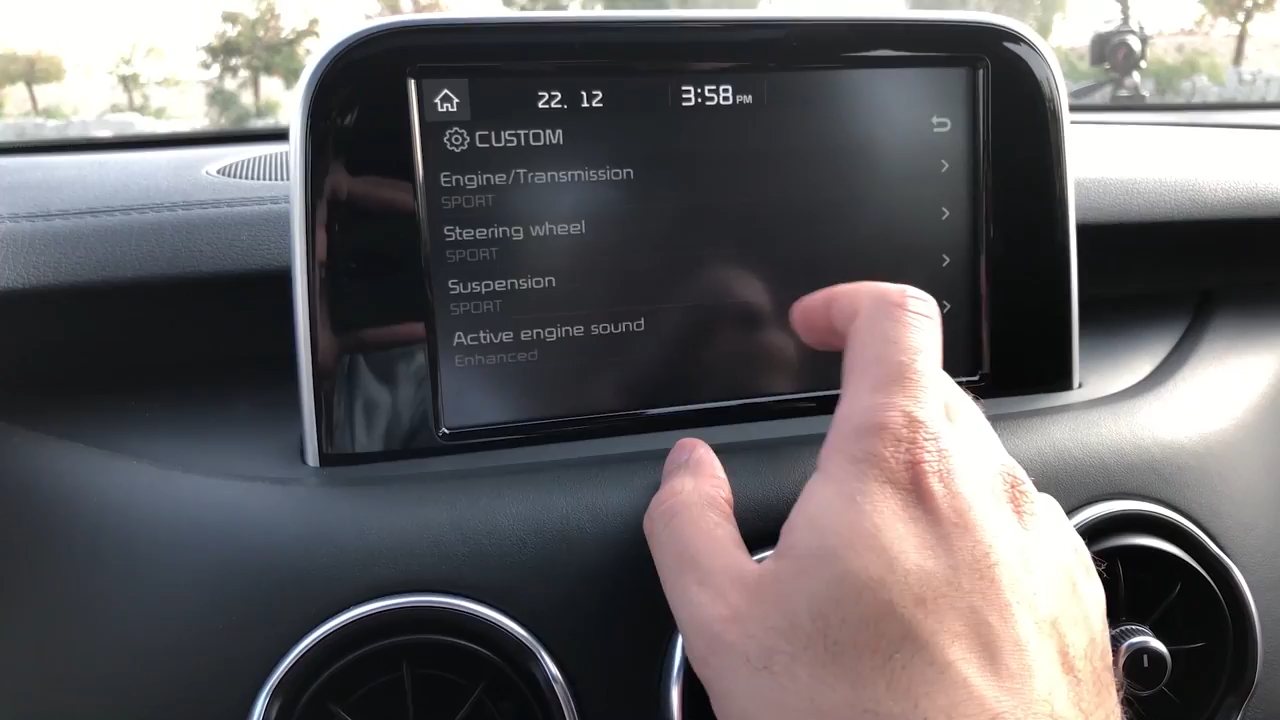 22. 12
3:58 PM
CUSTOM
Engine/Transmission
SPORT
Steering wheel
SPORT
Suspension
SPORT
Active engine sound
Enhanced